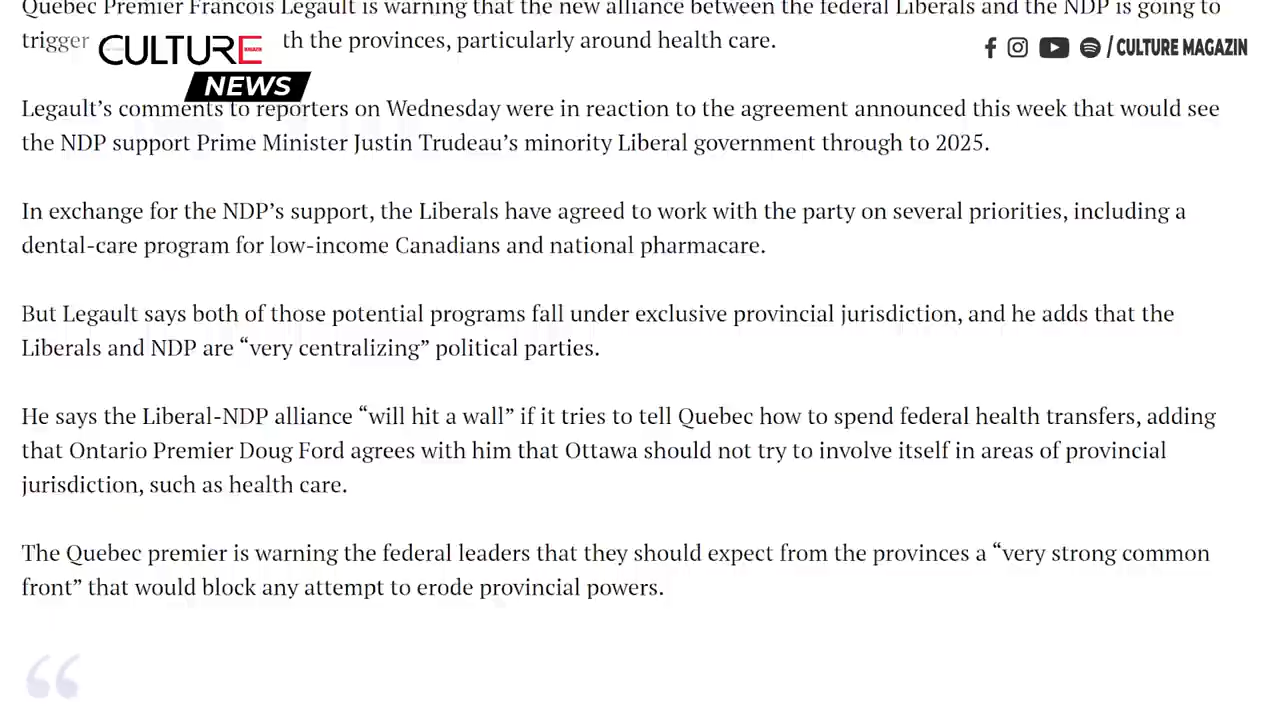 Quebec Premier Francois Legault is warning that the new alliance between the federal Liberals and the NDP is going to
trigger th the provinces, particularly around health care.
CULTURE
MAGAZIN
NEWS
/ CULTURE MAGAZIN
Legault’s comments to reporters on Wednesday were in reaction to the agreement announced this week that would see
the NDP support Prime Minister Justin Trudeau’s minority Liberal government through to 2025.
In exchange for the NDP’s support, the Liberals have agreed to work with the party on several priorities, including a
dental-care program for low-income Canadians and national pharmacare.
But Legault says both of those potential programs fall under exclusive provincial jurisdiction, and he adds that the
Liberals and NDP are “very centralizing” political parties.
He says the Liberal-NDP alliance “will hit a wall” if it tries to tell Quebec how to spend federal health transfers, adding
that Ontario Premier Doug Ford agrees with him that Ottawa should not try to involve itself in areas of provincial
jurisdiction, such as health care.
The Quebec premier is warning the federal leaders that they should expect from the provinces a “very strong common
front” that would block any attempt to erode provincial powers.
“